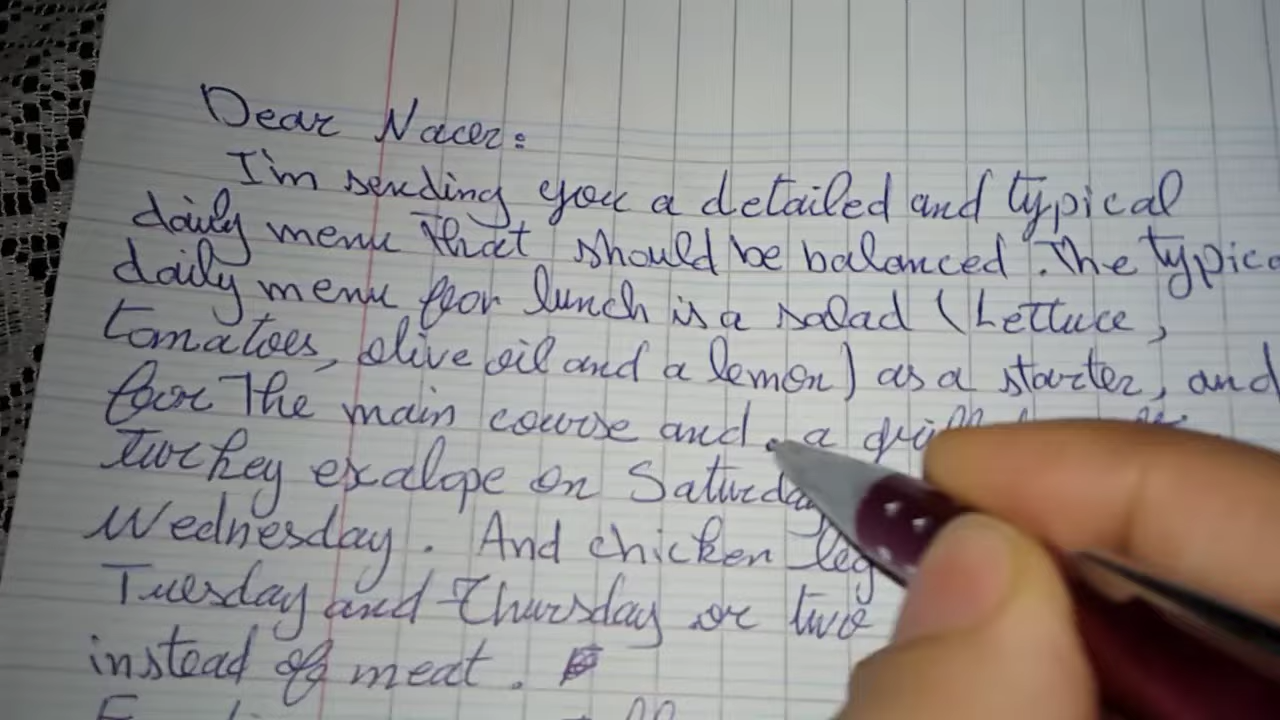 Dear Nacer:
I'm sending you a detailed and typical
daily menu that should be balanced. The
daily menu for lunch is a salad (Lettuce,
tomatoes, olive oil and a lemon) as a starter, and
for The main course and a
turkey exalope on Saturday
Wednesday. And chicken leg
Tuesday and Thursday or two
instead of meat.